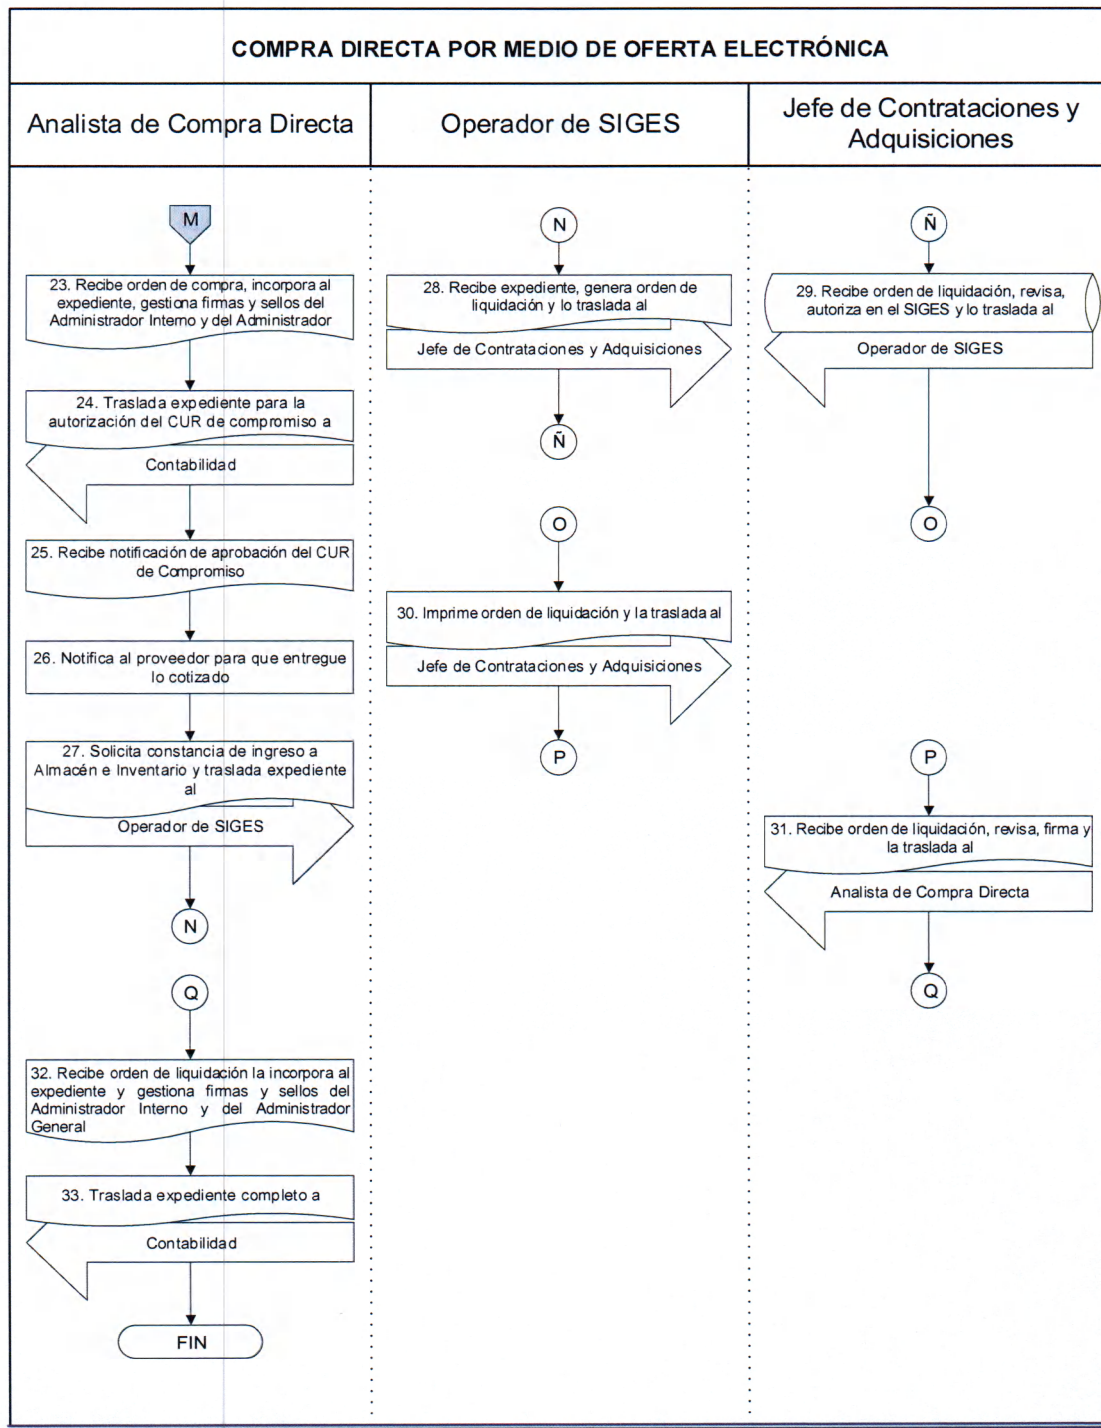 COMPRA DIRECTA POR MEDIO DE OFERTA ELECTRÓNICA
Analista de Compra Directa
Operador de SIGES
Jefe de Contrataciones y
Adquisiciones
M
23. Recibe orden de compra, incorpora al
expediente, gestiona firmas y sellos del
Administrador Interno y del Administrador
24. Traslada expediente para la
autorización del CUR de compromiso a
Contabilidad
25. Recibe notificación de aprobación del CUR
de Compromiso
26. Notifica al proveedor para que entregue
lo cotizado
27. Solicita constancia de ingreso a
Almacén e Inventario y traslada expediente
al
Operador de SIGES
N
Q
32. Recibe orden de liquidación la incorpora al
expediente y gestiona firmas y sellos del
Administrador Interno y del Administrador
General
33. Traslada expediente completo a
Contabilidad
FIN
N
28. Recibe expediente, genera orden de
liquidación y lo traslada al
Jefe de Contrataciones y Adquisiciones
Ñ
O
30. Imprime orden de liquidación y la traslada al
Jefe de Contrataciones y Adquisiciones
P
Ñ
29. Recibe orden de liquidación, revisa,
autoriza en el SIGES y lo traslada al
Operador de SIGES
O
P
31. Recibe orden de liquidación, revisa, firma y
la traslada al
Analista de Compra Directa
Q